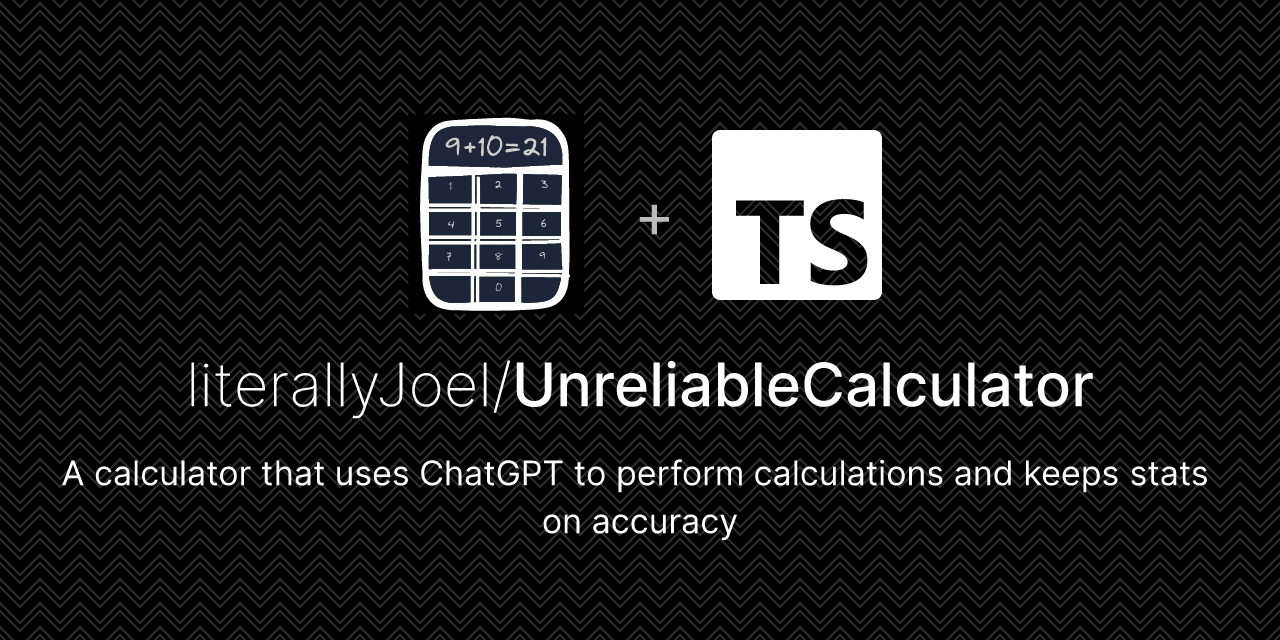 9+10=21
1 2 3
4 5 6
7 8 9
0
+
TS
literallyJoel/UnreliableCalculator
A calculator that uses ChatGPT to perform calculations and keeps stats
on accuracy